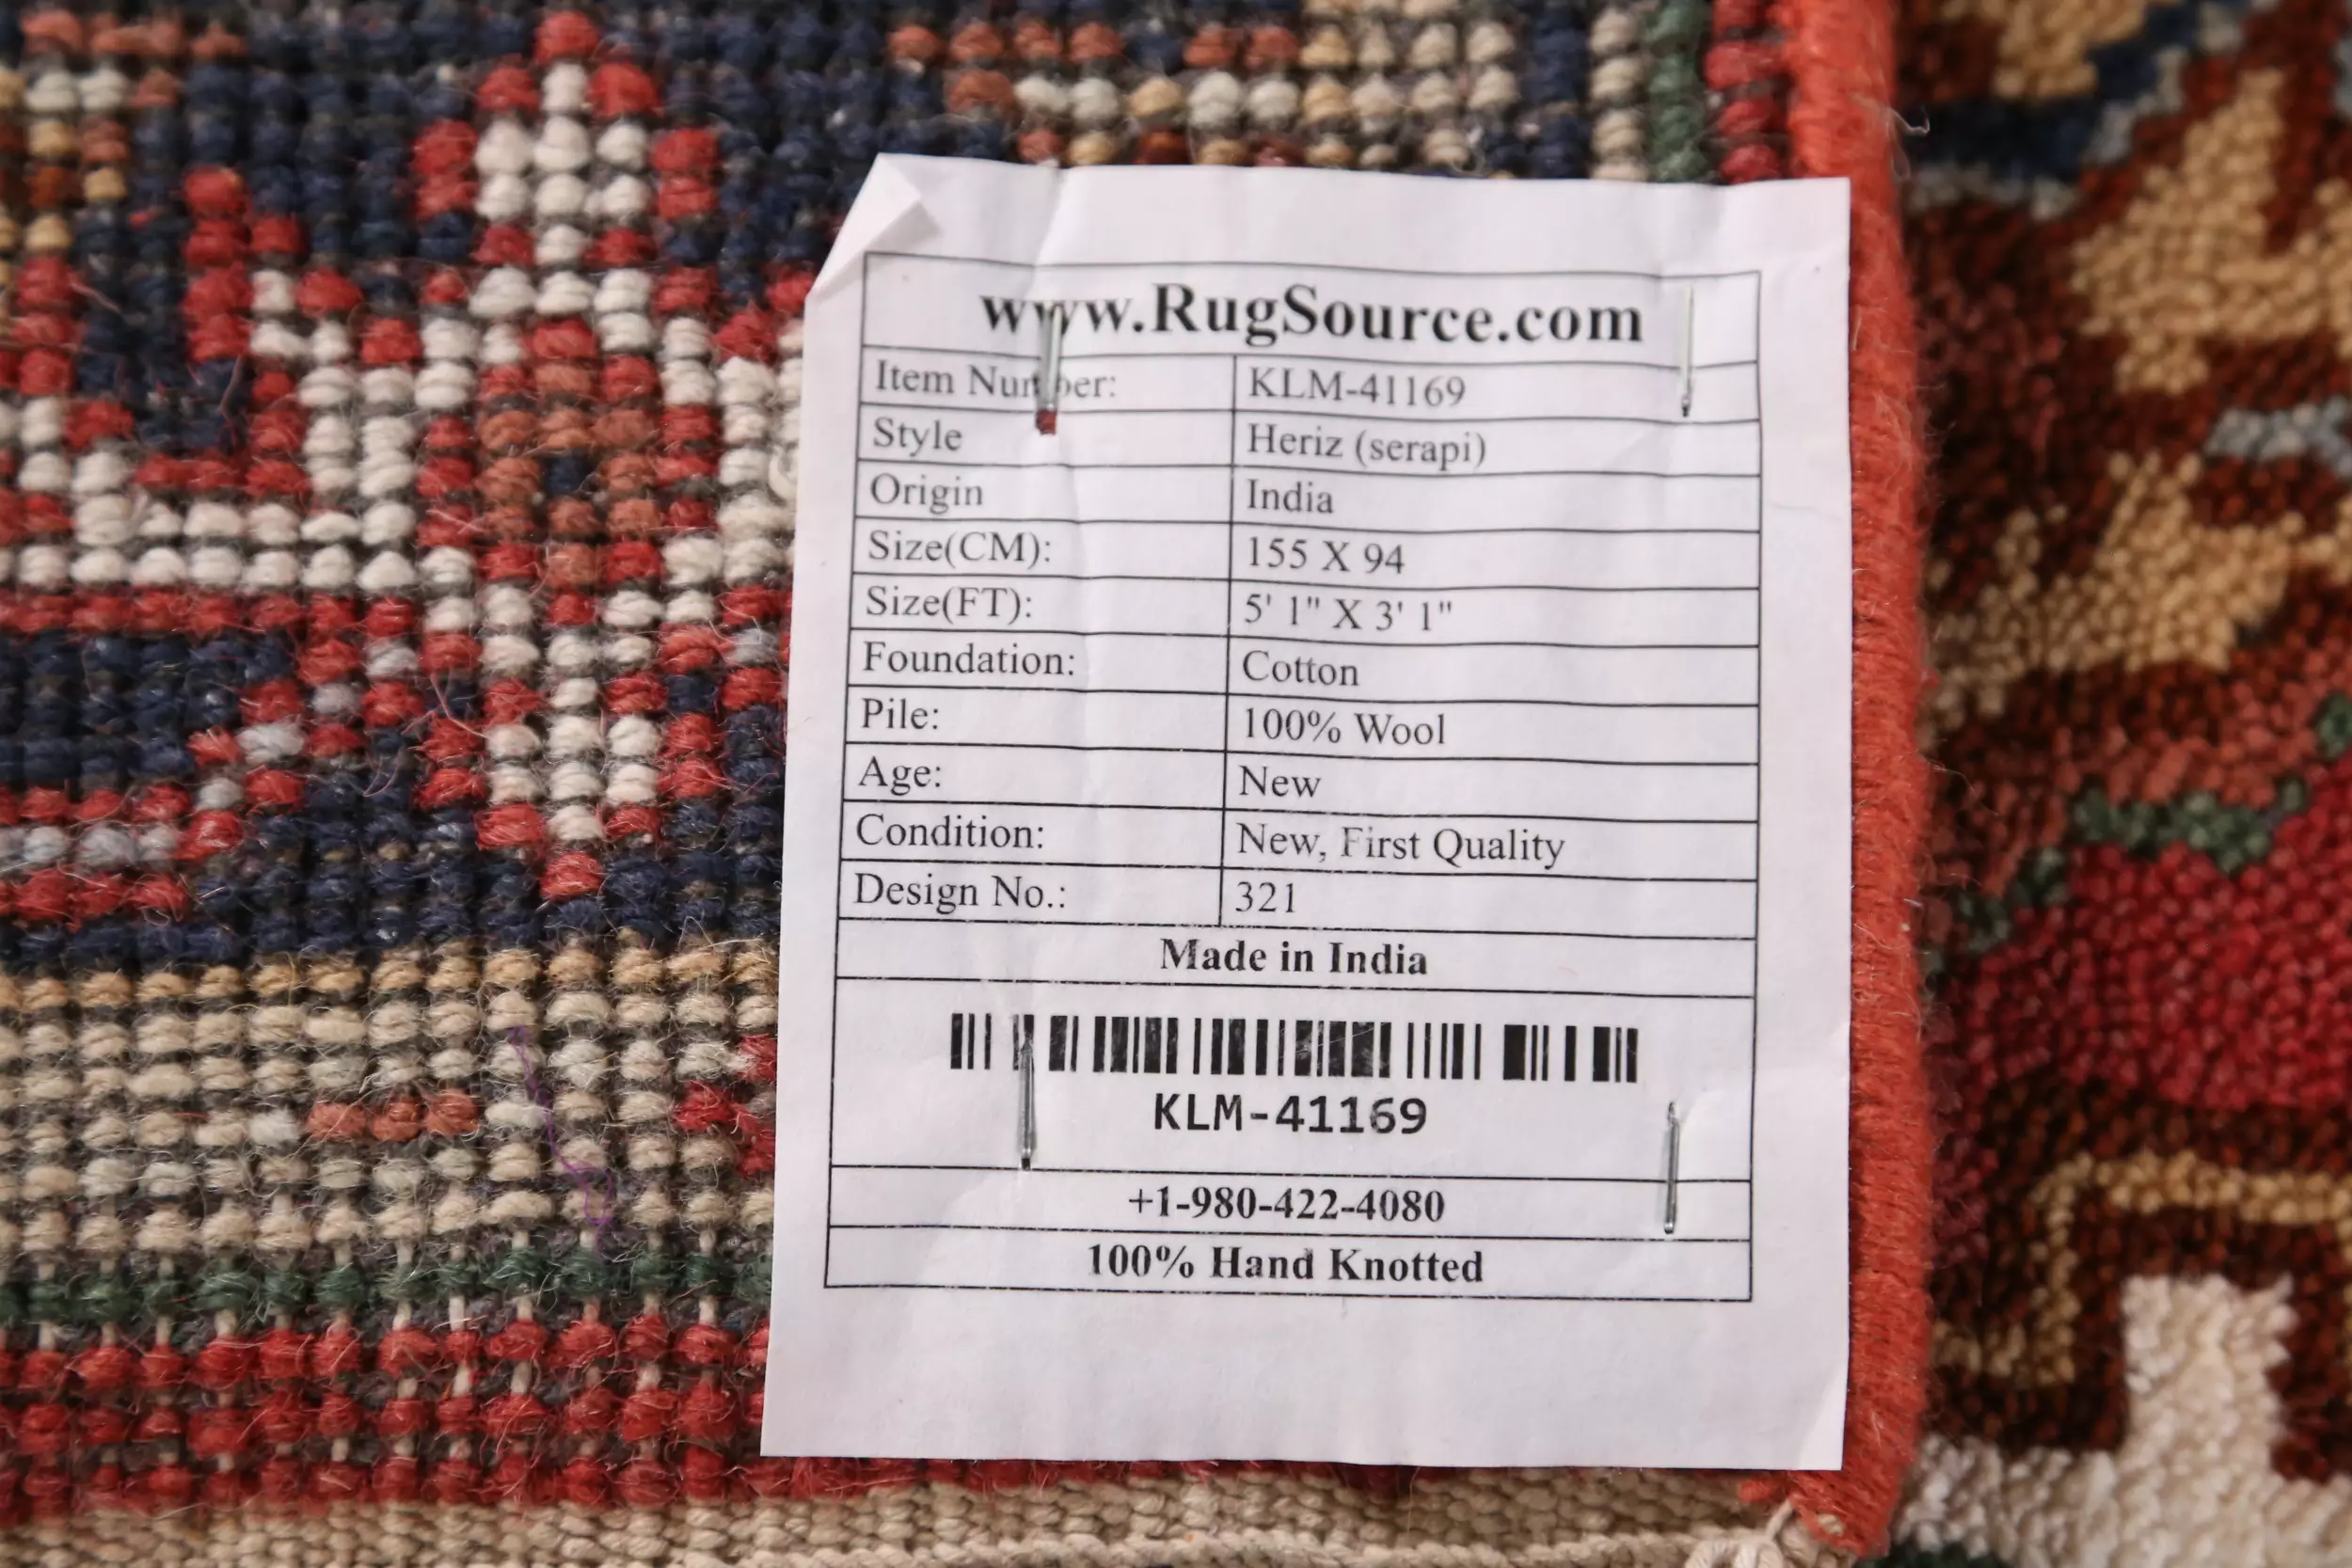 www.RugSource.com
Item Number: KLM-41169
Style Heriz (serapi)
Origin India
Size(CM): 155 X 94
Size(FT): 5' 1" X 3' 1"
Foundation: Cotton
Pile: 100% Wool
Age: New
Condition: New, First Quality
Design No.: 321
Made in India
KLM-41169
+1-980-422-4080
100% Hand Knotted